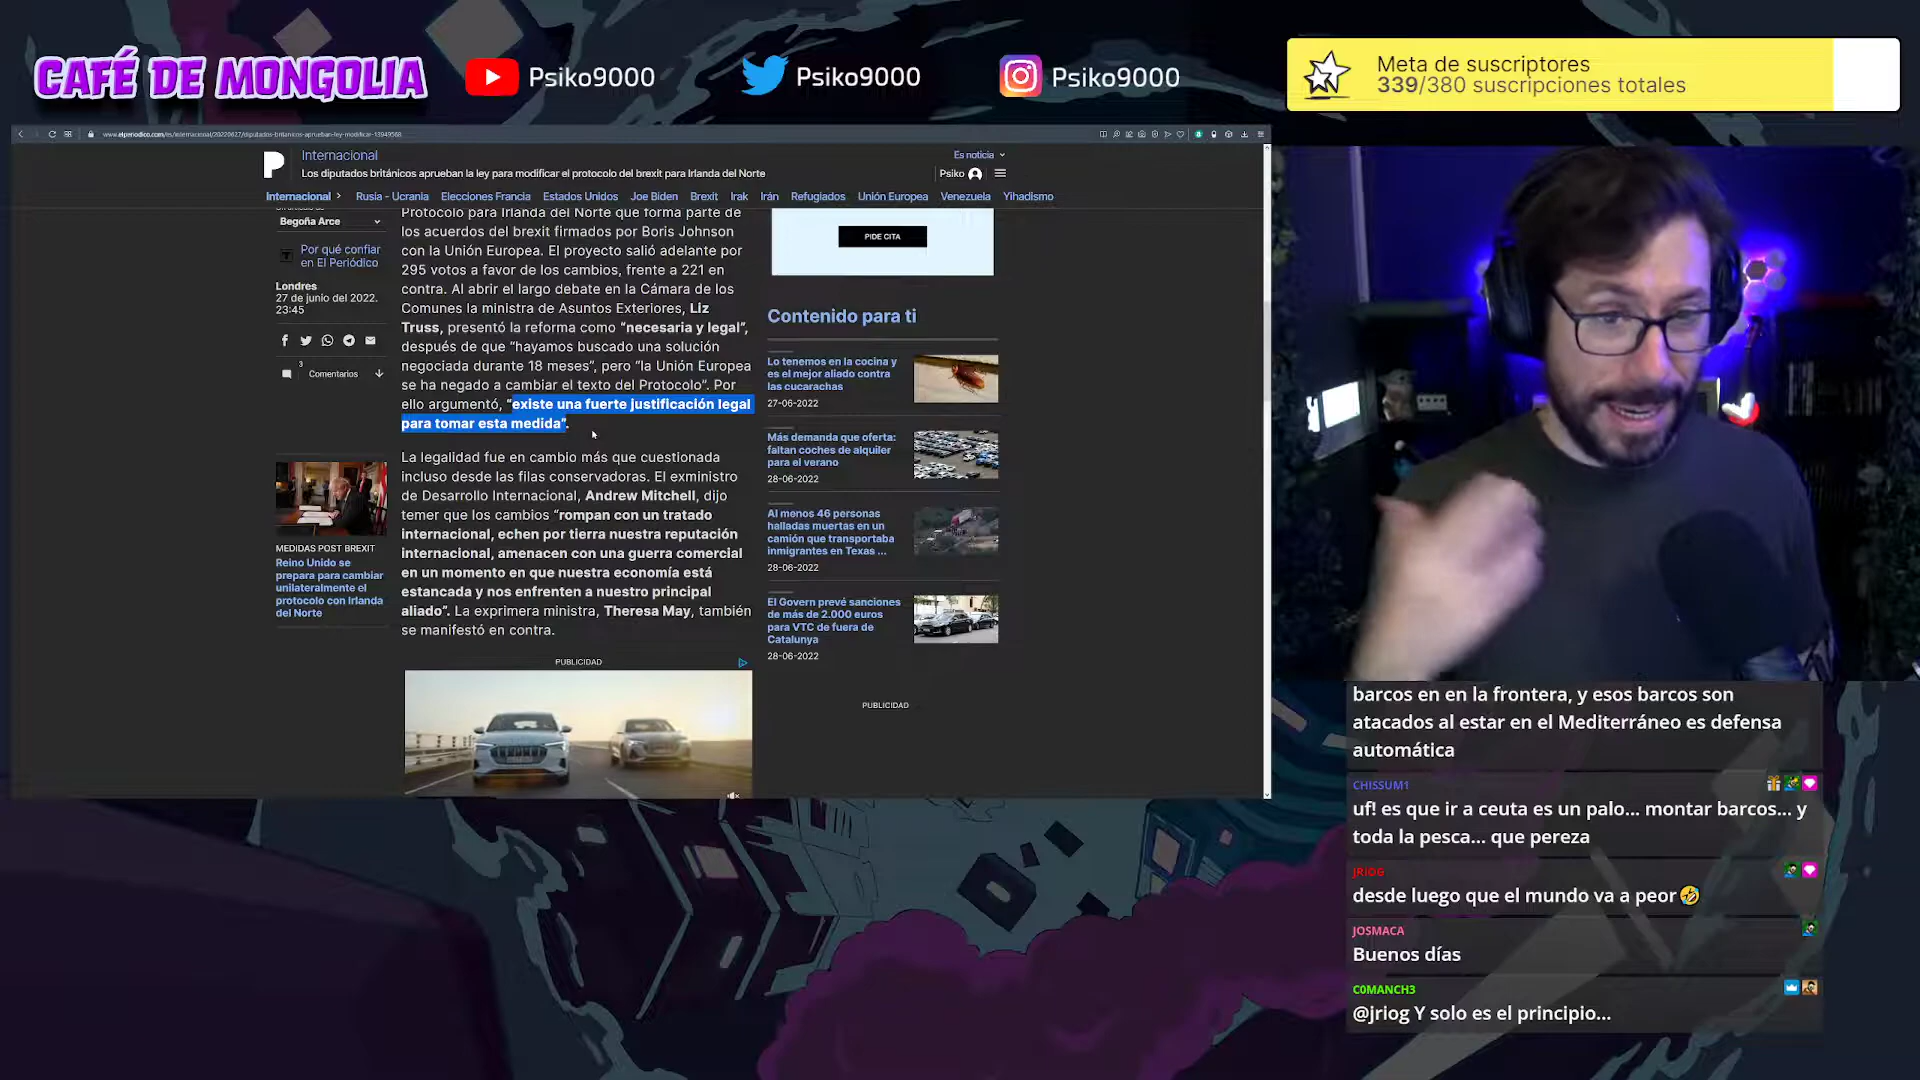 CAFÉ DE MONGOLIA
Psiko9000
Psiko9000
Psiko9000
Meta de suscriptores
339/380 suscripciones totales
www.elperiodico.com/es/internacional/20220627/diputados-britanicos-aprueban-ley-modificar-13949568
Internacional
Los diputados británicos aprueban la ley para modificar el protocolo del brexit para Irlanda del Norte
Es noticia
Psiko
Internacional
Rusia - Ucrania
Elecciones Francia
Estados Unidos
Joe Biden
Brexit
Irak
Irán
Refugiados
Unión Europea
Venezuela
Yihadismo
Begoña Arce
Por qué confiar
en El Periódico
Londres
27 de junio del 2022.
23:45
3
Comentarios
MEDIDAS POST BREXIT
Reino Unido se
prepara para cambiar
unilateralmente el
protocolo con Irlanda
del Norte
Protocolo para Irlanda del Norte que forma parte de
los acuerdos del brexit firmados por Boris Johnson
con la Unión Europea. El proyecto salió adelante por
295 votos a favor de los cambios, frente a 221 en
contra. Al abrir el largo debate en la Cámara de los
Comunes la ministra de Asuntos Exteriores, Liz
Truss, presentó la reforma como “necesaria y legal”,
después de que “hayamos buscado una solución
negociada durante 18 meses”, pero “la Unión Europea
se ha negado a cambiar el texto del Protocolo”. Por
ello argumentó, “existe una fuerte justificación legal
para tomar esta medida”.
La legalidad fue en cambio más que cuestionada
incluso desde las filas conservadoras. El exministro
de Desarrollo Internacional, Andrew Mitchell, dijo
temer que los cambios “rompan con un tratado
internacional, echen por tierra nuestra reputación
internacional, amenacen con una guerra comercial
en un momento en que nuestra economía está
estancada y nos enfrenten a nuestro principal
aliado”. La exprimera ministra, Theresa May, también
se manifestó en contra.
PUBLICIDAD
PIDE CITA
Contenido para ti
Lo tenemos en la cocina y
es el mejor aliado contra
las cucarachas
27-06-2022
Más demanda que oferta:
faltan coches de alquiler
para el verano
28-06-2022
Al menos 46 personas
halladas muertas en un
camión que transportaba
inmigrantes en Texas ...
28-06-2022
El Govern prevé sanciones
de más de 2.000 euros
para VTC de fuera de
Catalunya
28-06-2022
PUBLICIDAD
barcos en en la frontera, y esos barcos son
atacados al estar en el Mediterráneo es defensa
automática
CHISSUM1
uf! es que ir a ceuta es un palo... montar barcos... y
toda la pesca... que pereza
JRIOG
desde luego que el mundo va a peor🤣
JOSMACA
Buenos días
C0MANCH3
@jriog Y solo es el principio...